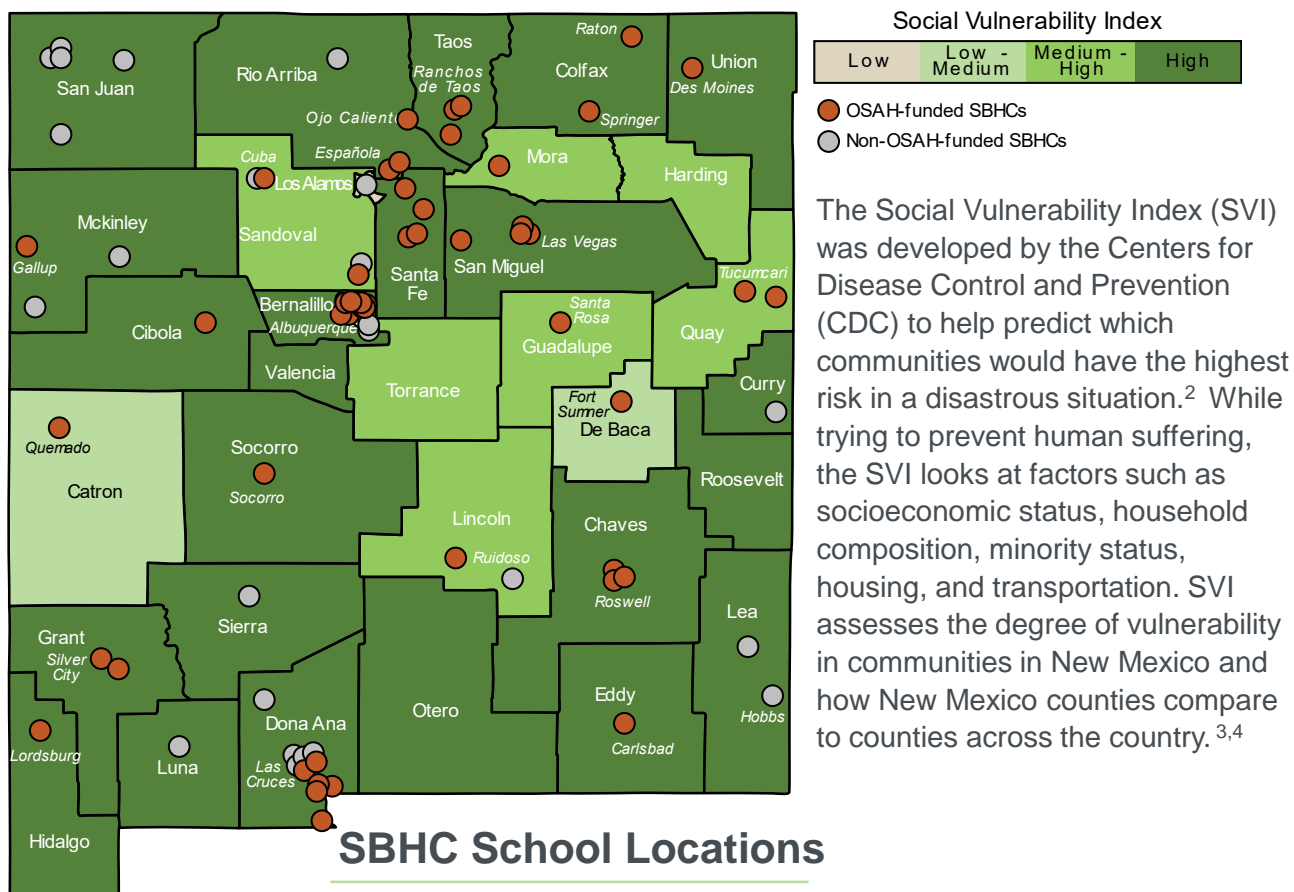 Social Vulnerability Index
Low
Low -
Medium
Medium -
High
High
OSAH-funded SBHCs
Non-OSAH-funded SBHCs
The Social Vulnerability Index (SVI)
was developed by the Centers for
Disease Control and Prevention
(CDC) to help predict which
communities would have the highest
risk in a disastrous situation.2 While
trying to prevent human suffering,
the SVI looks at factors such as
socioeconomic status, household
composition, minority status,
housing, and transportation. SVI
assesses the degree of vulnerability
in communities in New Mexico and
how New Mexico counties compare
to counties across the country. 3,4
San Juan
Rio Arriba
Taos
Ranchos
de Taos
Ojo Caliente
Raton
Colfax
Springer
Union
Des Moines
Española
Cuba
Los Alamos
Mora
Harding
Mckinley
Gallup
Sandoval
Santa
Fe
San Miguel
Las Vegas
Tucumcari
Quay
Cibola
Bernalillo
Albuquerque
Santa
Rosa
Guadalupe
Valencia
Torrance
Curry
Fort
Sumner
De Baca
Quemado
Catron
Socorro
Socorro
Roosevelt
Lincoln
Ruidoso
Chaves
Roswell
Lea
Hobbs
Sierra
Grant
Silver
City
Lordsburg
Luna
Dona Ana
Las
Cruces
Otero
Eddy
Carlsbad
Hidalgo
SBHC School Locations